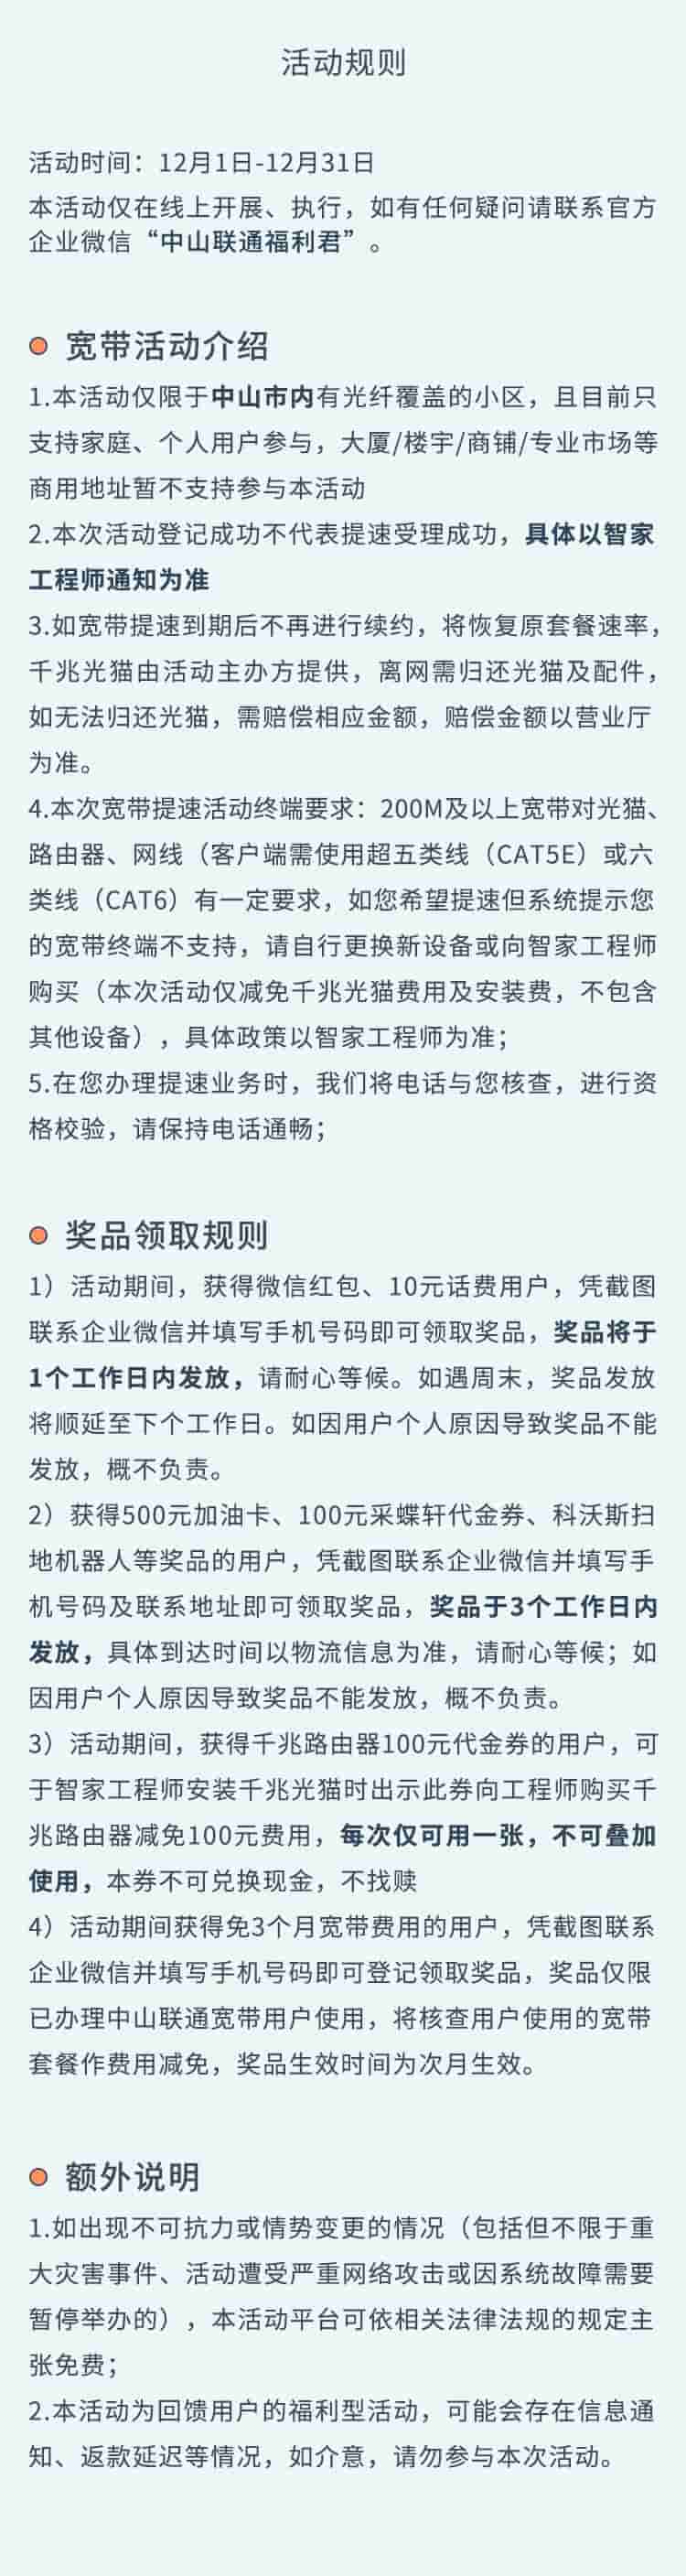 活动规则
活动时间：12月1日-12月31日
本活动仅在线上开展、执行，如有任何疑问请联系官方
企业微信“中山联通福利君”。
宽带活动介绍
1.本活动仅限于中山市内有光纤覆盖的小区，且目前只
支持家庭、个人用户参与，大厦/楼宇/商铺/专业市场等
商用地址暂不支持参与本活动
2.本次活动登记成功不代表提速受理成功，具体以智家
工程师通知为准
3.如宽带提速到期后不再进行续约，将恢复原套餐速率，
千兆光猫由活动主办方提供，离网需归还光猫及配件，
如无法归还光猫，需赔偿相应金额，赔偿金额以营业厅
为准。
4.本次宽带提速活动终端要求：200M及以上宽带对光猫、
路由器、网线（客户端需使用超五类线（CAT5E）或六
类线（CAT6）有一定要求，如您希望提速但系统提示您
的宽带终端不支持，请自行更换新设备或向智家工程师
购买（本次活动仅减免千兆光猫费用及安装费，不包含
其他设备），具体政策以智家工程师为准；
5.在您办理提速业务时，我们将电话与您核查，进行资
格校验，请保持电话通畅；
奖品领取规则
1）活动期间，获得微信红包、10元话费用户，凭截图
联系企业微信并填写手机号码即可领取奖品，奖品将于
1个工作日内发放，请耐心等候。如遇周末，奖品发放
将顺延至下个工作日。如因用户个人原因导致奖品不能
发放，概不负责。
2）获得500元加油卡、100元采蝶轩代金券、科沃斯扫
地机器人等奖品的用户，凭截图联系企业微信并填写手
机号码及联系地址即可领取奖品，奖品于3个工作日内
发放，具体到达时间以物流信息为准，请耐心等候；如
因用户个人原因导致奖品不能发放，概不负责。
3）活动期间，获得千兆路由器100元代金券的用户，可
于智家工程师安装千兆光猫时出示此券向工程师购买千
兆路由器减免100元费用，每次仅可用一张，不可叠加
使用，本券不可兑换现金，不找赎
4）活动期间获得免3个月宽带费用的用户，凭截图联系
企业微信并填写手机号码即可登记领取奖品，奖品仅限
已办理中山联通宽带用户使用，将核查用户使用的宽带
套餐作费用减免，奖品生效时间为次月生效。
额外说明
1.如出现不可抗力或情势变更的情况（包括但不限于重
大灾害事件、活动遭受严重网络攻击或因系统故障需要
暂停举办的），本活动平台可依相关法律法规的规定主
张免费；
2.本活动为回馈用户的福利型活动，可能会存在信息通
知、返款延迟等情况，如介意，请勿参与本次活动。